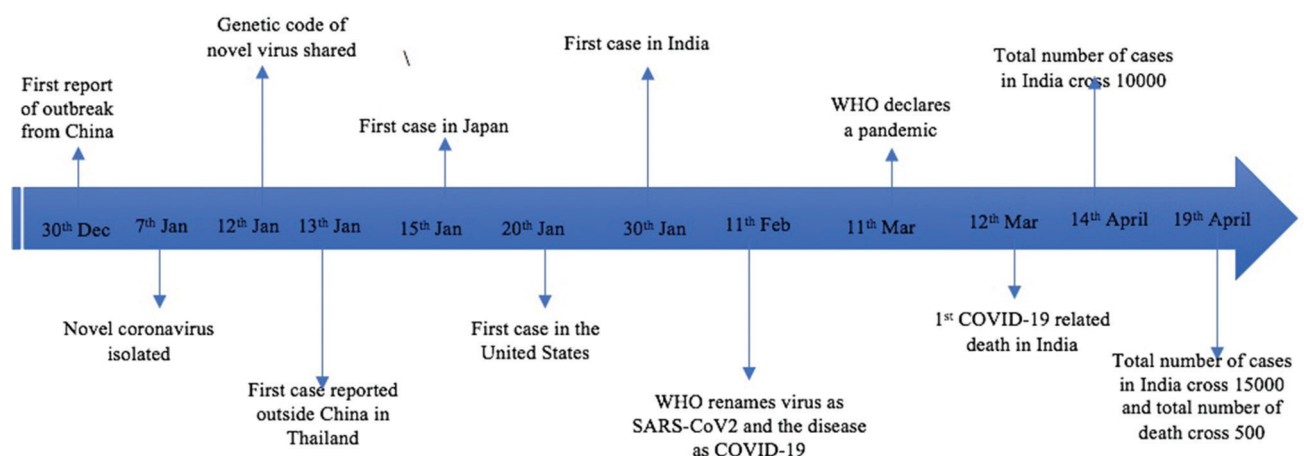 Genetic code of
novel virus shared
\
First case in India
Total number of cases
in India cross 10000
First report
of outbreak
from China
First case in Japan
WHO declares
a pandemic
30th Dec
7th Jan
12th Jan
13th Jan
15th Jan
20th Jan
30th Jan
11th Feb
11th Mar
12th Mar
14th April
19th April
Novel coronavirus
isolated
First case reported
outside China in
Thailand
First case in the
United States
WHO renames virus as
SARS-CoV2 and the disease
as COVID-19
1st COVID-19 related
death in India
Total number of cases
in India cross 15000
and total number of
death cross 500